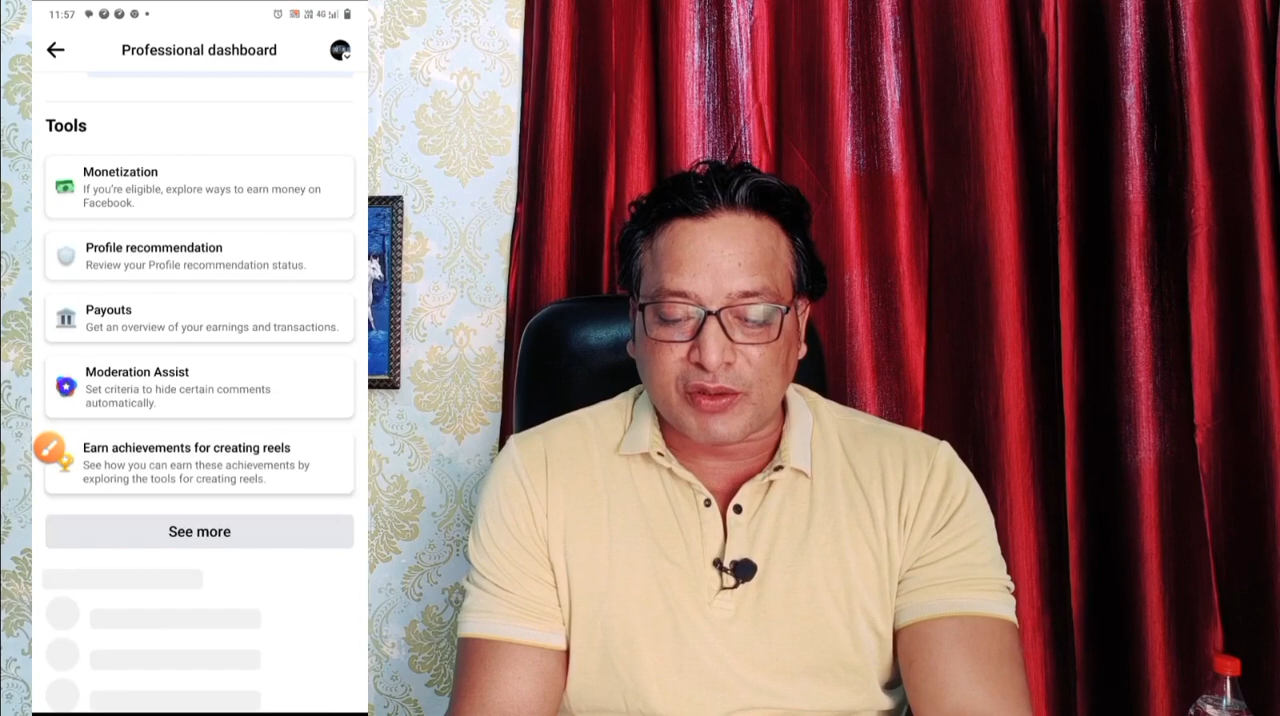 11:57
4G
Professional dashboard
Tools
Monetization
If you're eligible, explore ways to earn money on
Facebook.
Profile recommendation
Review your Profile recommendation status.
Payouts
Get an overview of your earnings and transactions.
Moderation Assist
Set criteria to hide certain comments
automatically.
Earn achievements for creating reels
See how you can earn these achievements by
exploring the tools for creating reels.
See more